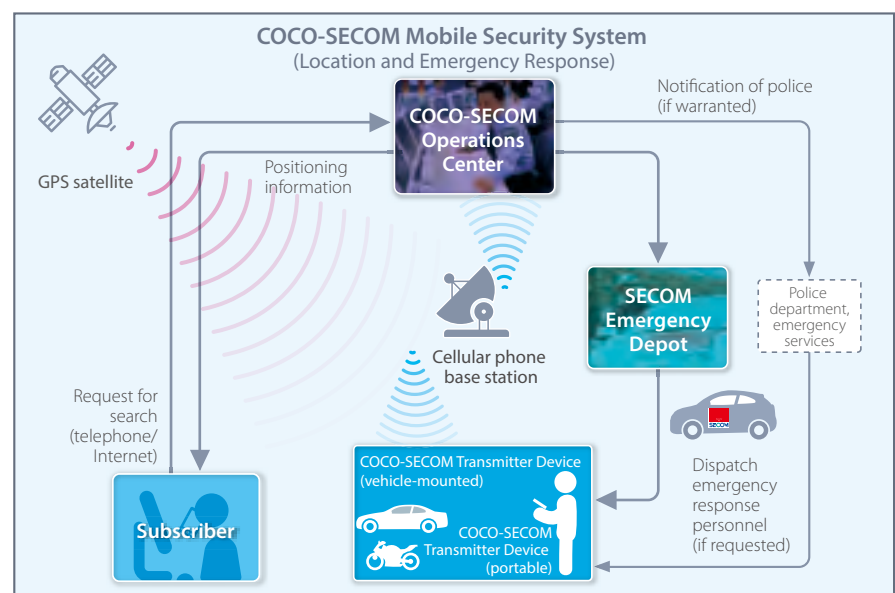 COCO-SECOM Mobile Security System
(Location and Emergency Response)
GPS satellite
COCO-SECOM
Operations
Center
Notification of police
(if warranted)
Positioning
information
SECOM
Emergency
Depot
Police
department,
emergency
services
Cellular phone
base station
Request for
search
(telephone/
Internet)
SECOM
Dispatch
emergency
response
personnel
(if requested)
Subscriber
COCO-SECOM Transmitter Device
(vehicle-mounted)
COCO-SECOM
Transmitter Device
(portable)